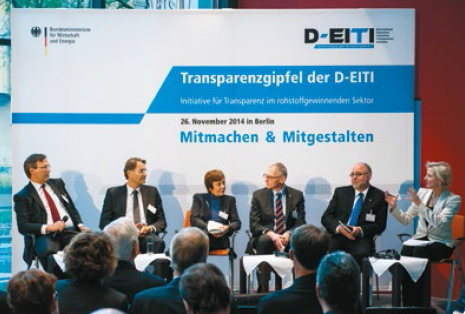 Bundesministerium
für Wirtschaft
und Energie
D-EITI
Transparenzgipfel der D-EITI
Initiative für Transparenz im rohstoffgewinnenden Sektor
26. November 2014 in Berlin
Mitmachen & Mitgestalten